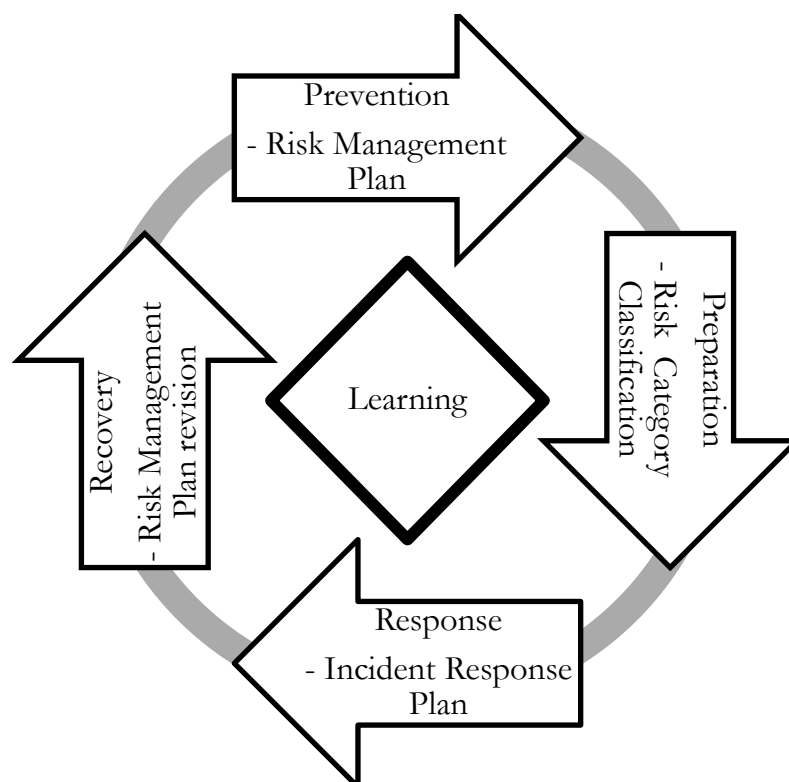 Prevention
- Risk Management
Plan
Preparation
- Risk Category
Classification
Learning
Response
- Incident Response
Plan
Recovery
- Risk Management
Plan revision